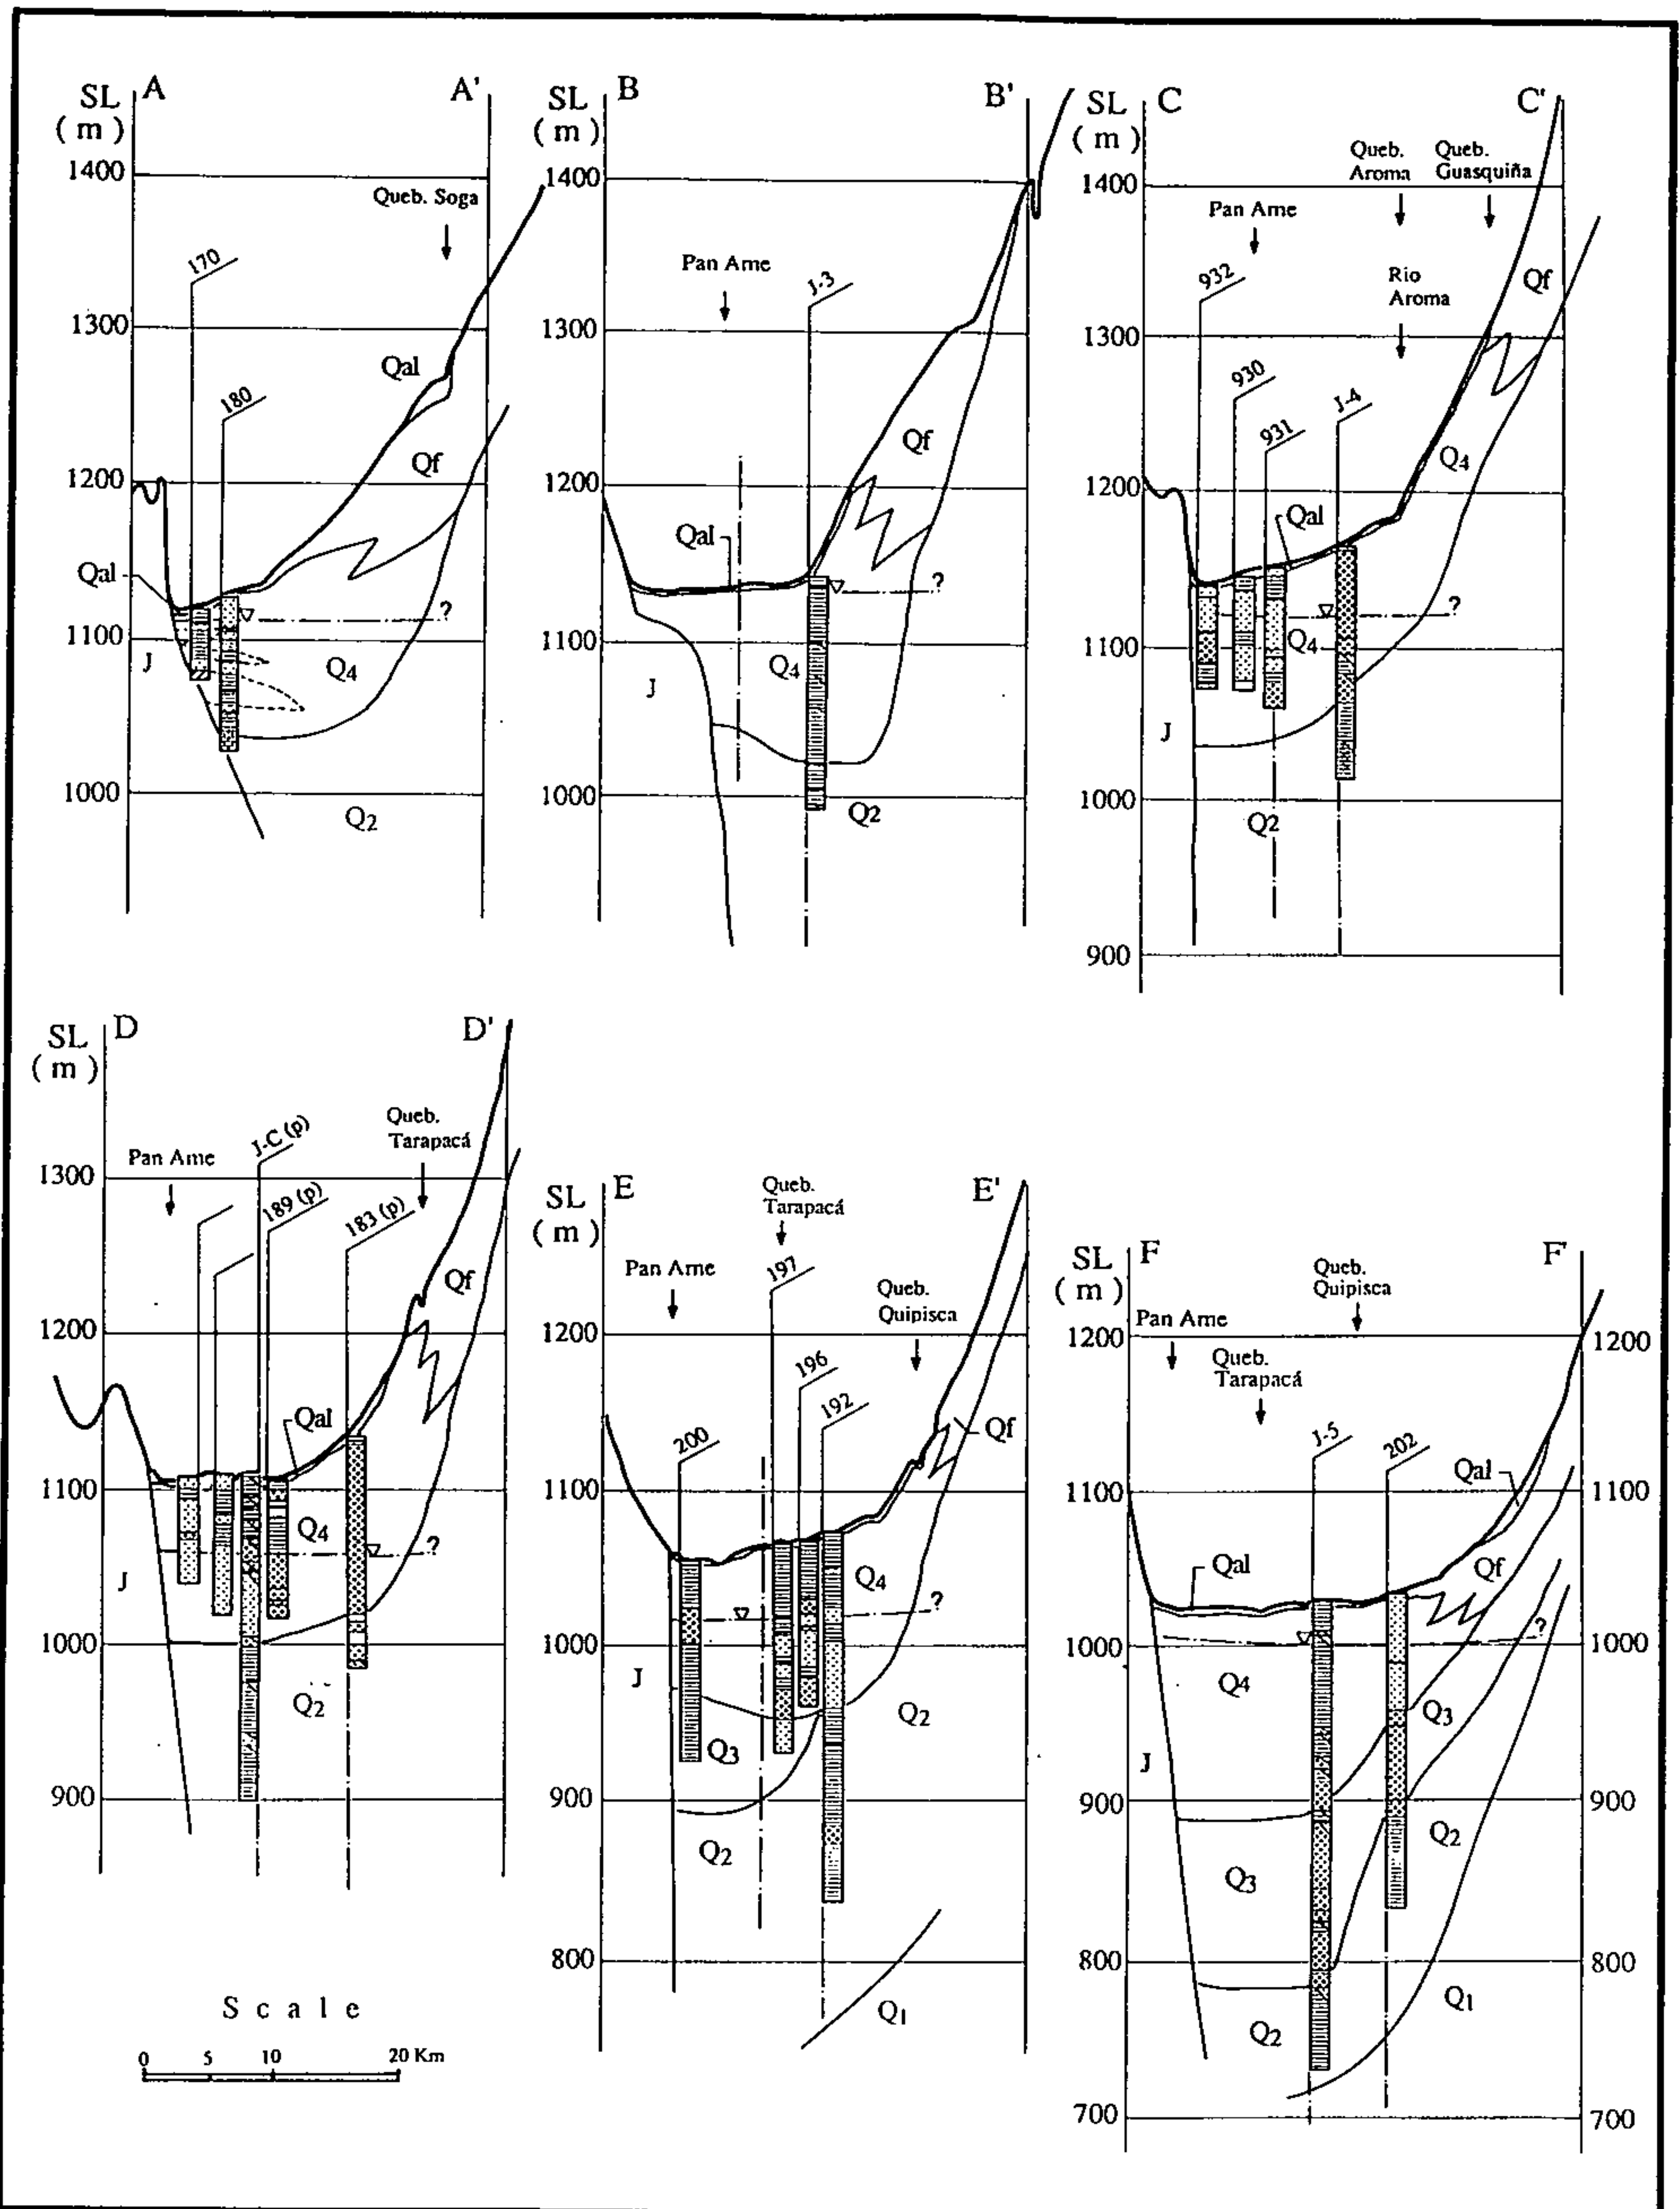 SL
( m )
A
A'
1400
1300
1200
1100
1000
Queb. Soga
170
180
Qal
Qf
Qal
J
Q4
?
Q2
SL
( m )
B
B'
1400
1300
1200
1100
1000
Pan Ame
J-3
Qf
Qal
?
Q4
J
Q2
SL
( m )
C
C'
1400
1300
1200
1100
1000
900
Queb.
Aroma
Queb.
Guasquiña
Pan Ame
Rio
Aroma
932
930
931
J-4
Qf
Q4
Qal
?
Q4
J
Q2
SL
( m )
D
D'
1300
1200
1100
1000
900
Pan Ame
Queb.
Tarapacá
J-C (p)
189 (p)
183 (p)
Qf
Qal
Q4
?
J
Q2
SL
( m )
E
E'
1200
1100
1000
900
800
Queb.
Tarapacá
Pan Ame
Queb.
Quipisca
197
196
192
200
Qf
Q4
?
J
Q3
Q2
Q2
Q1
SL
( m )
F
F'
1200
1100
1000
900
800
700
1200
1100
1000
900
800
700
Queb.
Quipisca
Pan Ame
Queb.
Tarapacá
J-5
202
Qal
Qal
Qf
?
Q4
Q3
J
Q2
Q3
Q1
Q2
S c a l e
0 5 10 20 Km